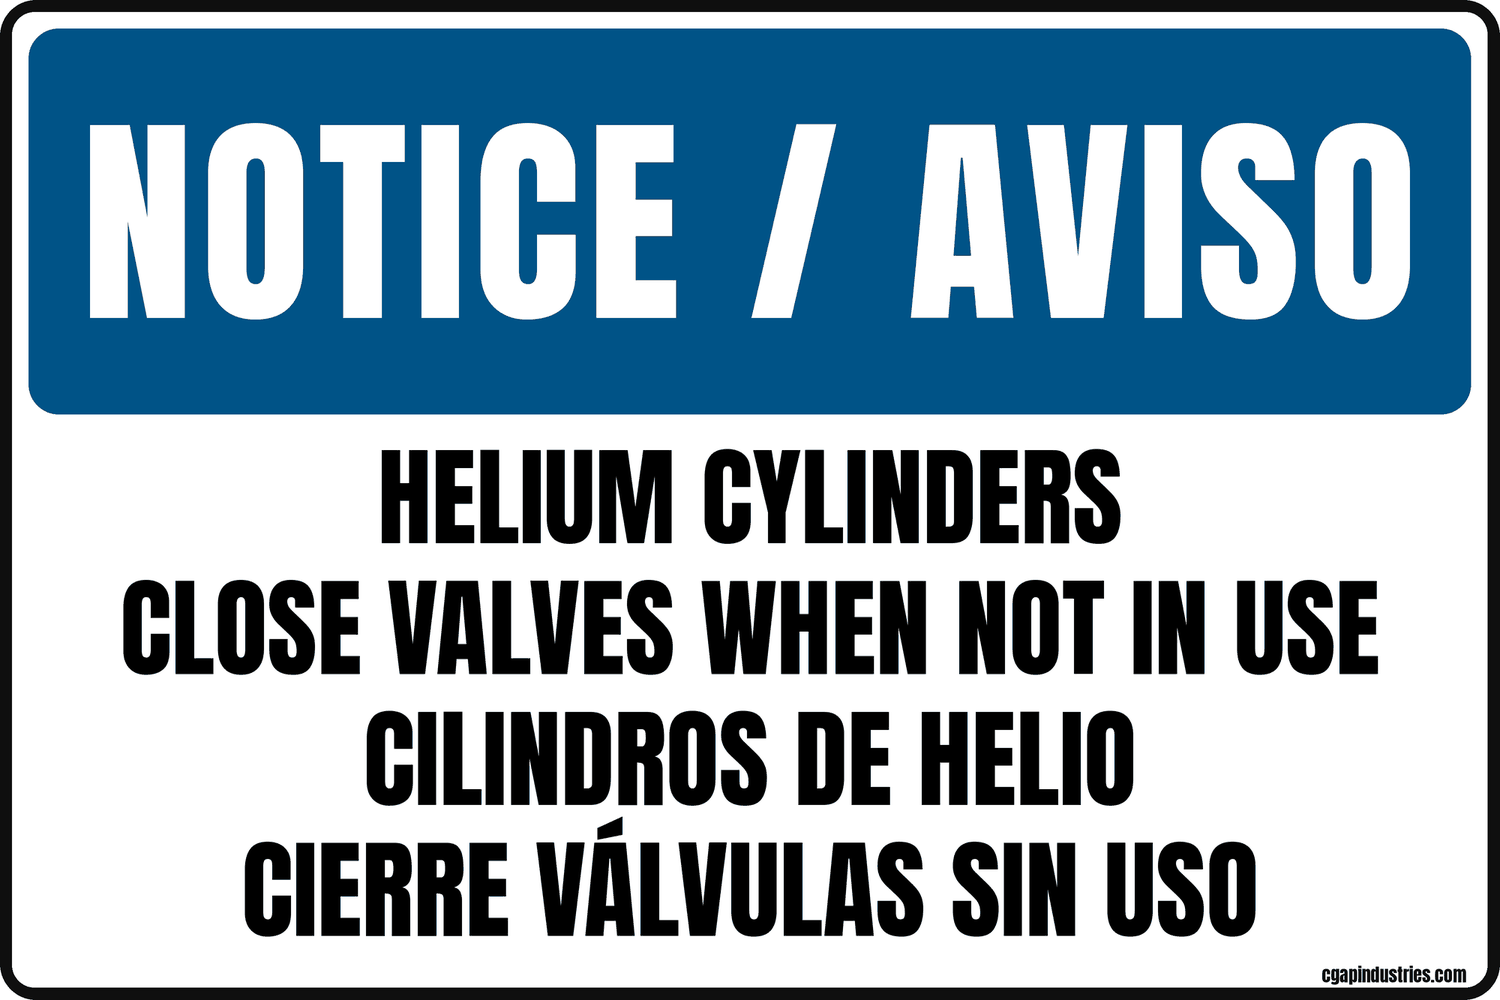 NOTICE / AVISO
HELIUM CYLINDERS
CLOSE VALVES WHEN NOT IN USE
CILINDROS DE HELIO
CIERRE VÁLVULAS SIN USO
cgapindustries.com